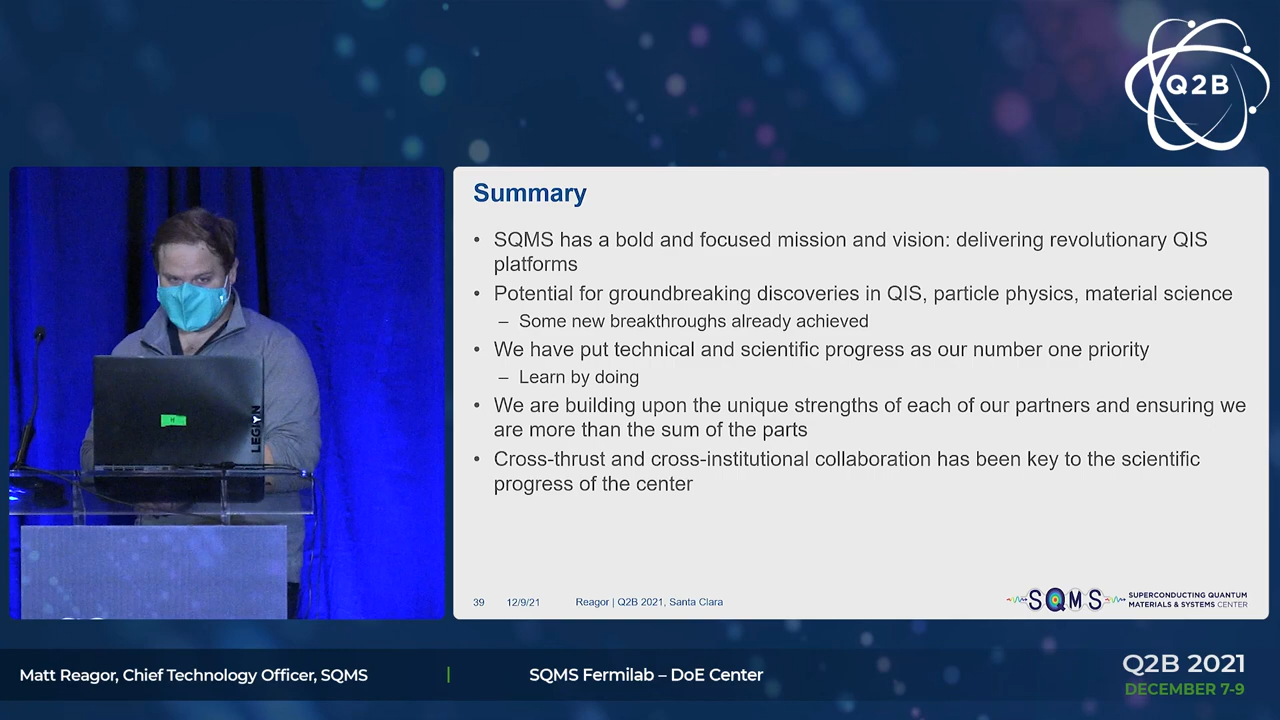 Q2B
Summary
• SQMS has a bold and focused mission and vision: delivering revolutionary QIS
platforms
• Potential for groundbreaking discoveries in QIS, particle physics, material science
– Some new breakthroughs already achieved
• We have put technical and scientific progress as our number one priority
– Learn by doing
• We are building upon the unique strengths of each of our partners and ensuring we
are more than the sum of the parts
• Cross-thrust and cross-institutional collaboration has been key to the scientific
progress of the center
LEGION
39 12/9/21 Reagor | Q2B 2021, Santa Clara
SQMS
SUPERCONDUCTING QUANTUM
MATERIALS & SYSTEMS CENTER
Matt Reagor, Chief Technology Officer, SQMS | SQMS Fermilab – DoE Center
Q2B 2021
DECEMBER 7-9